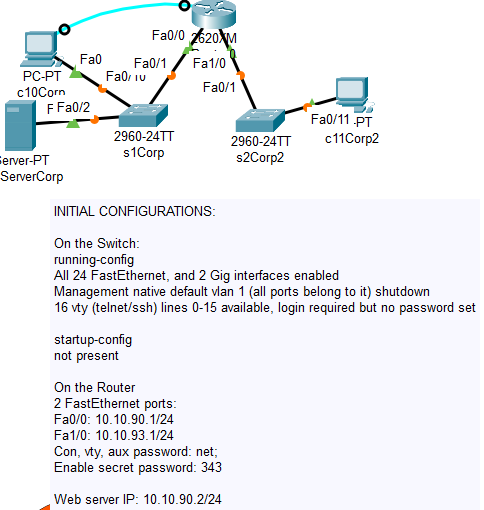 Fa0/0
2620XM
Fa0
Fa0/1
Fa1/0
PC-PT
c10Corp
Fa0/10
Fa0/1
Fa0/2
Fa0/11
-PT
2960-24TT
s1Corp
2960-24TT
s2Corp2
c11Corp2
Server-PT
ServerCorp
INITIAL CONFIGURATIONS:
On the Switch:
running-config
All 24 FastEthernet, and 2 Gig interfaces enabled
Management native default vlan 1 (all ports belong to it) shutdown
16 vty (telnet/ssh) lines 0-15 available, login required but no password set
startup-config
not present
On the Router
2 FastEthernet ports:
Fa0/0: 10.10.90.1/24
Fa1/0: 10.10.93.1/24
Con, vty, aux password: net;
Enable secret password: 343
Web server IP: 10.10.90.2/24